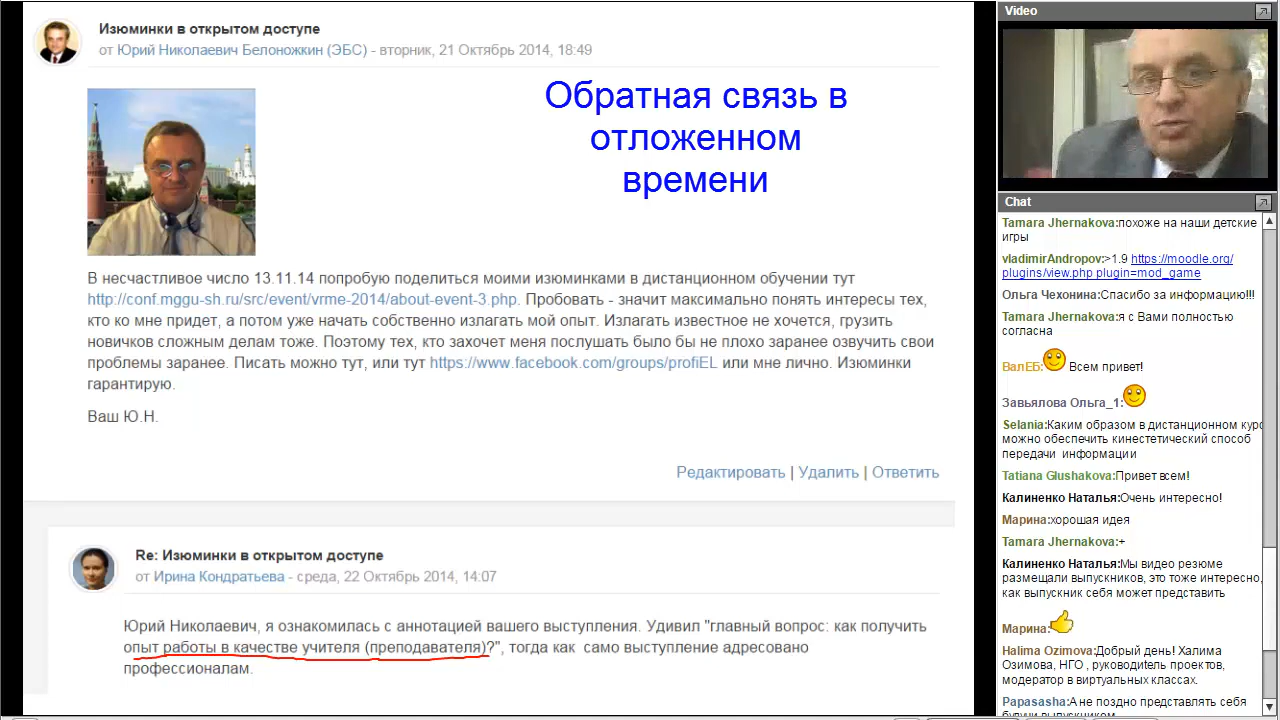 Изюминки в открытом доступе
от Юрий Николаевич Белоножкин (ЭБС) - вторник, 21 Октябрь 2014, 18:49
Обратная связь в
отложенном
времени
В несчастливое число 13.11.14 попробую поделиться моими изюминками в дистанционном обучении тут
http://conf.mggu-sh.ru/src/event/vrme-2014/about-event-3.php. Пробовать - значит максимально понять интересы тех,
кто ко мне придет, а потом уже начать собственно излагать мой опыт. Излагать известное не хочется, грузить
новичков сложным делам тоже. Поэтому тех, кто захочет меня послушать было бы не плохо заранее озвучить свои
проблемы заранее. Писать можно тут, или тут https://www.facebook.com/groups/profiEL или мне лично. Изюминки
гарантирую.
Ваш Ю.Н.
Редактировать | Удалить | Ответить
Re: Изюминки в открытом доступе
от Ирина Кондратьева - среда, 22 Октябрь 2014, 14:07
Юрий Николаевич, я ознакомилась с аннотацией вашего выступления. Удивил "главный вопрос: как получить
опыт работы в качестве учителя (преподавателя)?", тогда как само выступление адресовано
профессионалам.
Video
Chat
Tamara Jhernakova:похоже на наши детские
игры
vladimirAndropov:>1.9 https://moodle.org/
plugins/view.php plugin=mod_game
Ольга Чехонина:Спасибо за информацию!!!
Tamara Jhernakova:я с Вами полностью
согласна
ВалЕБ: Всем привет!
Завьялова Ольга_1:
Selania:Каким образом в дистанционном курс
можно обеспечить кинестетический способ
передачи информации
Tatiana Glushakova:Привет всем!
Калиненко Наталья:Очень интересно!
Марина:хорошая идея
Tamara Jhernakova:+
Калиненко Наталья:Мы видео резюме
размещали выпускников, это тоже интересно,
как выпускник себя может представить
Марина:
Halima Ozimova:Добрый день! Халима
Озимова, НГО , руководитель проектов,
модератор в виртуальных классах.
Papasasha:А не поздно представлять себя
будучи выпускником